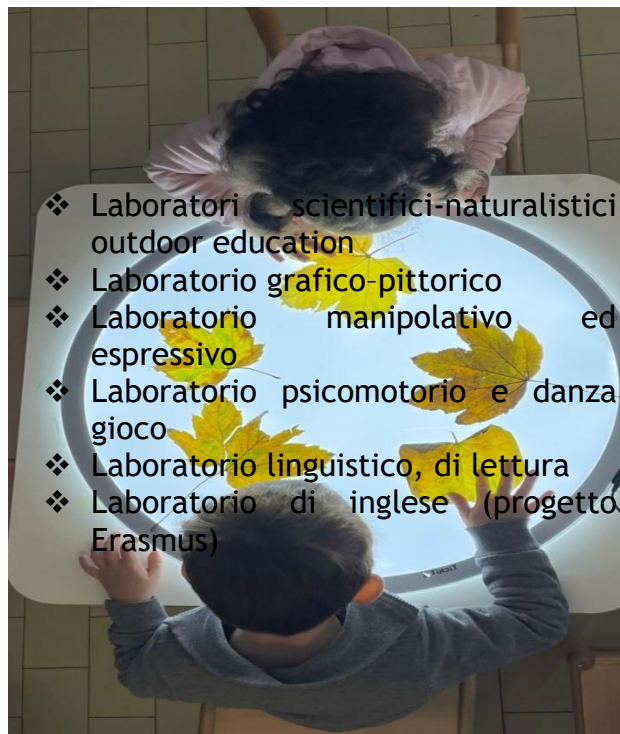 ❖ Laboratori scientifici-naturalistici
outdoor education
❖ Laboratorio grafico-pittorico
❖ Laboratorio manipolativo ed
espressivo
❖ Laboratorio psicomotorio e danza
gioco
❖ Laboratorio linguistico, di lettura
❖ Laboratorio di inglese (progetto
Erasmus)